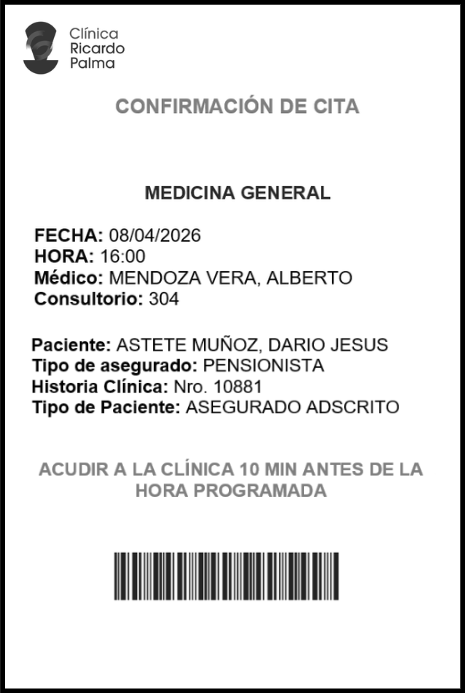 Clínica
Ricardo
Palma
CONFIRMACIÓN DE CITA
MEDICINA GENERAL
FECHA: 08/04/2026
HORA: 16:00
Médico: MENDOZA VERA, ALBERTO
Consultorio: 304
Paciente: ASTETE MUÑOZ, DARIO JESUS
Tipo de asegurado: PENSIONISTA
Historia Clínica: Nro. 10881
Tipo de Paciente: ASEGURADO ADSCRITO
ACUDIR A LA CLÍNICA 10 MIN ANTES DE LA
HORA PROGRAMADA